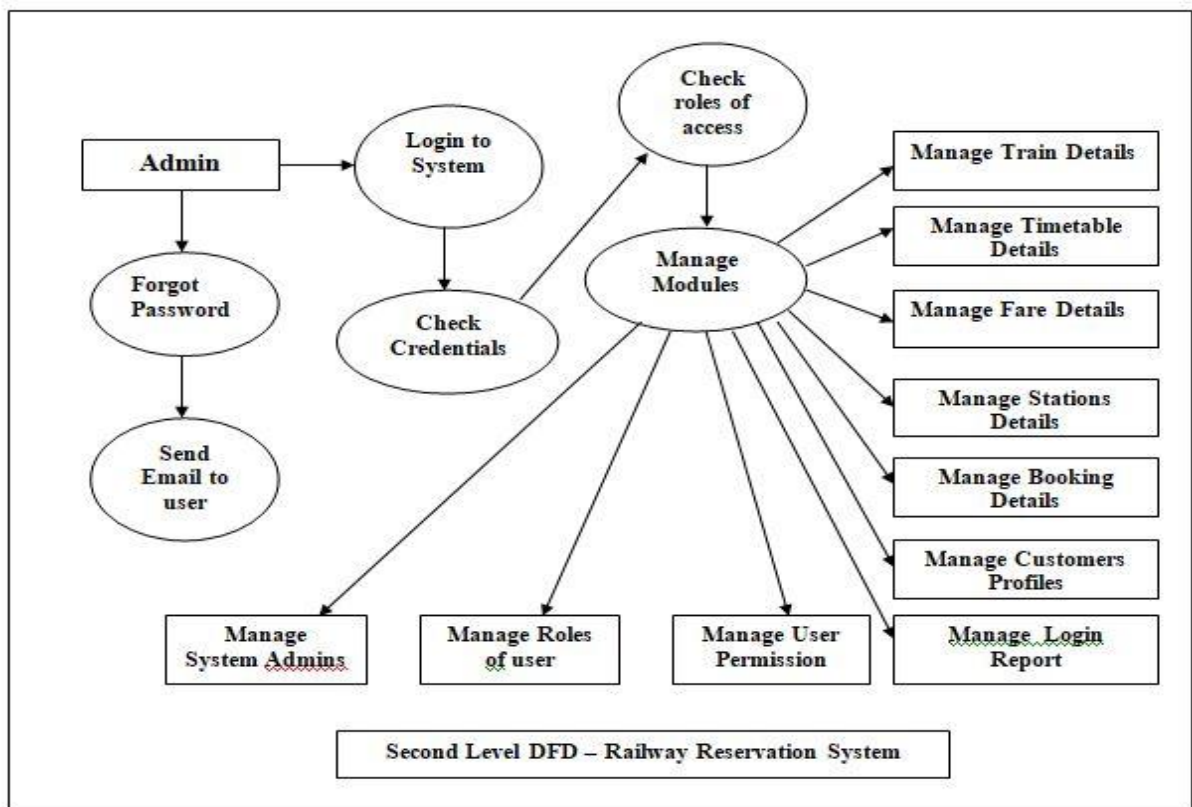 Admin
Login to
System
Check
roles of
access
Forgot
Password
Check
Credentials
Manage
Modules
Send
Email to
user
Manage Train Details
Manage Timetable
Details
Manage Fare Details
Manage Stations
Details
Manage Booking
Details
Manage Customers
Profiles
Manage Login
Report
Manage
System Admins
Manage Roles
of user
Manage User
Permission
Second Level DFD – Railway Reservation System